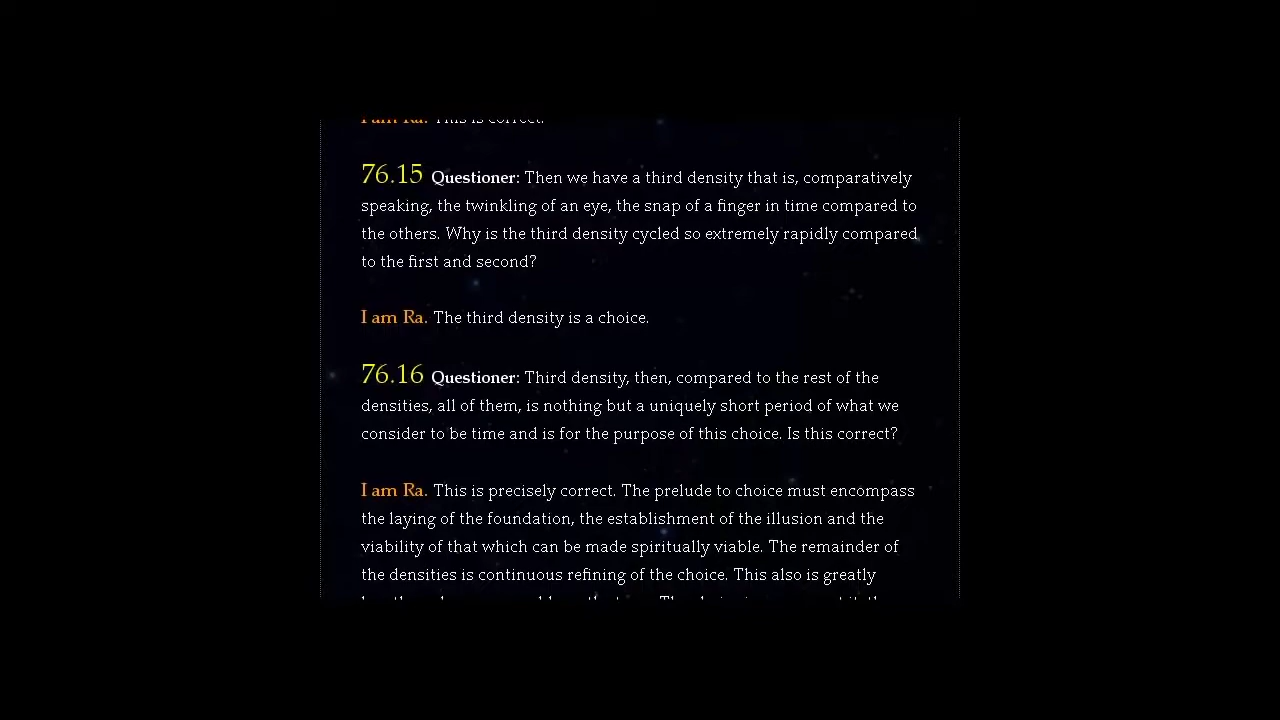 I am Ra. This is correct.
76.15 Questioner: Then we have a third density that is, comparatively
speaking, the twinkling of an eye, the snap of a finger in time compared to
the others. Why is the third density cycled so extremely rapidly compared
to the first and second?
I am Ra. The third density is a choice.
76.16 Questioner: Third density, then, compared to the rest of the
densities, all of them, is nothing but a uniquely short period of what we
consider to be time and is for the purpose of this choice. Is this correct?
I am Ra. This is precisely correct. The prelude to choice must encompass
the laying of the foundation, the establishment of the illusion and the
viability of that which can be made spiritually viable. The remainder of
the densities is continuous refining of the choice. This also is greatly